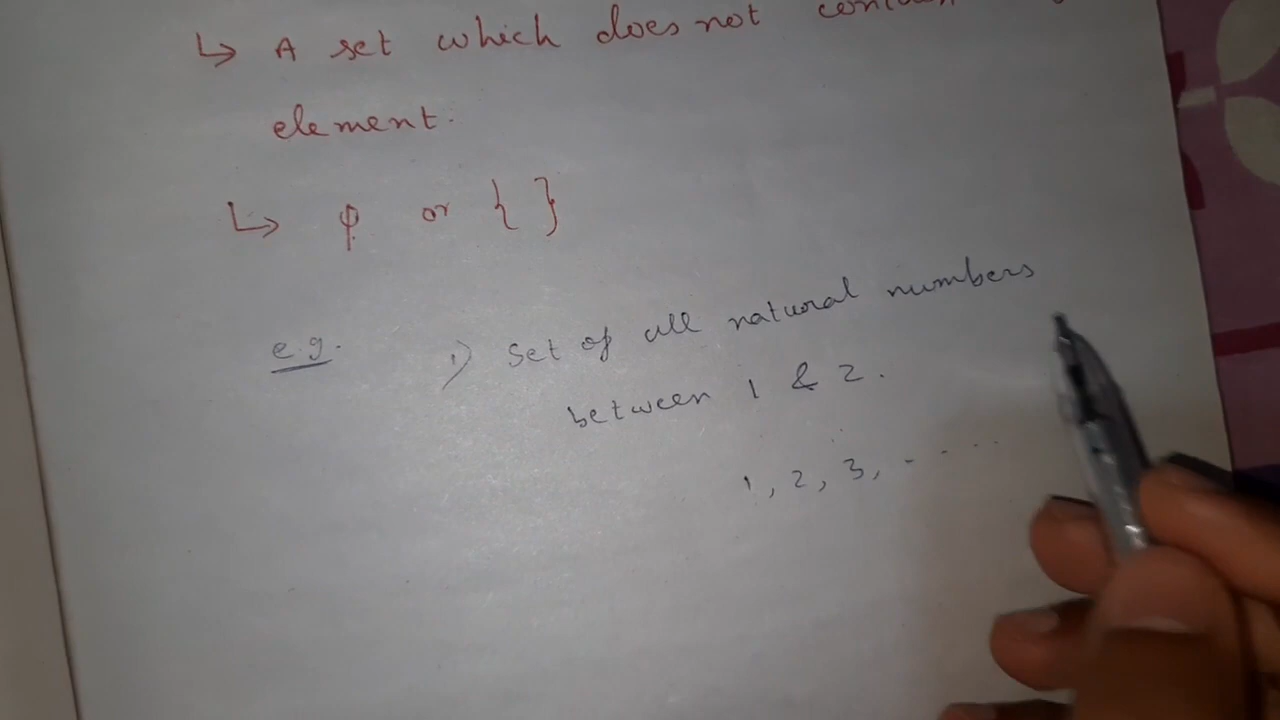 ↳ A set which does not
element.
↳ φ or { }
e.g. 1) Set of all natural numbers
between 1 & 2.
1, 2, 3, - - - - -